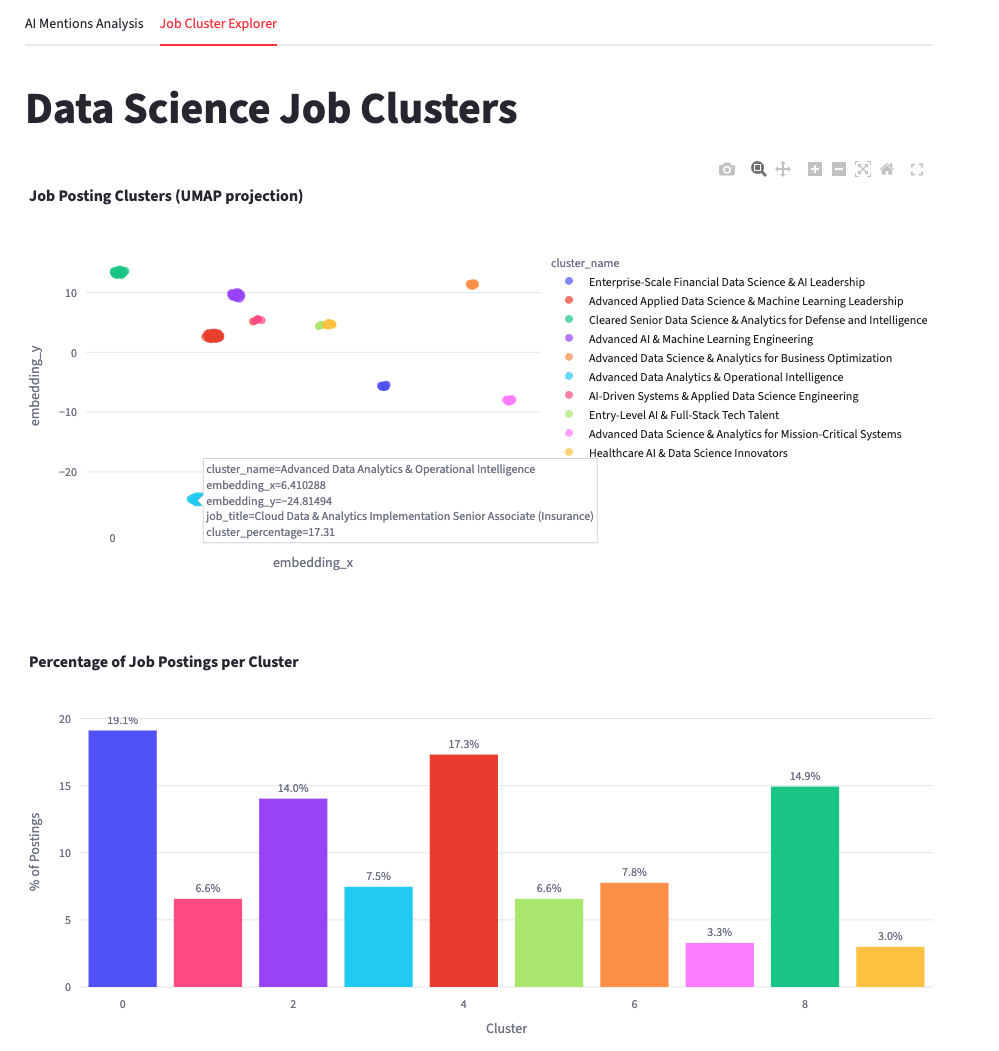 AI Mentions Analysis Job Cluster Explorer
Data Science Job Clusters
Job Posting Clusters (UMAP projection)
cluster_name
Enterprise-Scale Financial Data Science & AI Leadership
Advanced Applied Data Science & Machine Learning Leadership
Cleared Senior Data Science & Analytics for Defense and Intelligence
Advanced AI & Machine Learning Engineering
Advanced Data Science & Analytics for Business Optimization
Advanced Data Analytics & Operational Intelligence
AI-Driven Systems & Applied Data Science Engineering
Entry-Level AI & Full-Stack Tech Talent
Advanced Data Science & Analytics for Mission-Critical Systems
Healthcare AI & Data Science Innovators
embedding_y
10
0
−10
−20
cluster_name=Advanced Data Analytics & Operational Intelligence
embedding_x=6.410288
embedding_y=−24.81494
job_title=Cloud Data & Analytics Implementation Senior Associate (Insurance)
cluster_percentage=17.31
0
embedding_x
Percentage of Job Postings per Cluster
% of Postings
20
15
10
5
0
19.1%
6.6%
14.0%
7.5%
17.3%
6.6%
7.8%
3.3%
14.9%
3.0%
0 2 4 6 8
Cluster